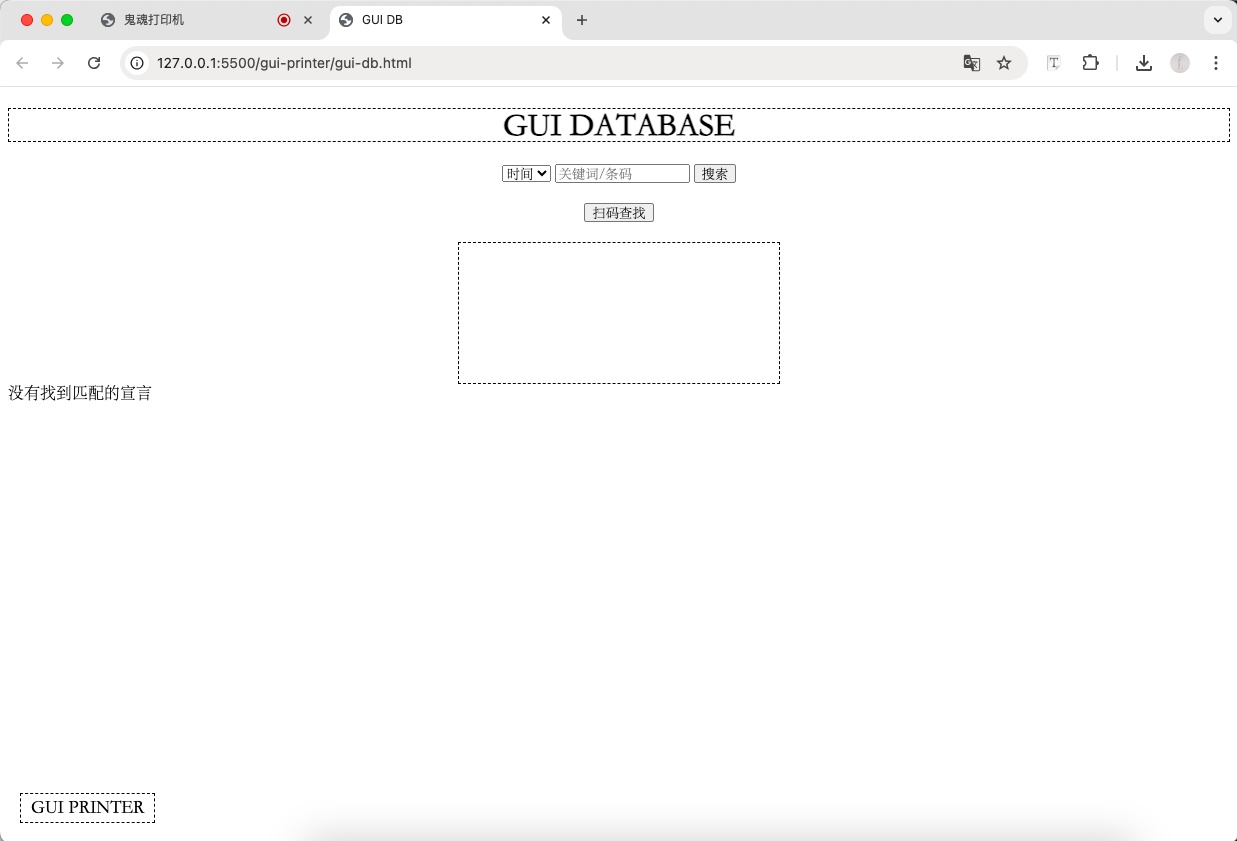 鬼魂打印机
GUI DB
127.0.0.1:5500/gui-printer/gui-db.html
GUI DATABASE
时间 关键词/条码 搜索
扫码查找
没有找到匹配的宣言
GUI PRINTER